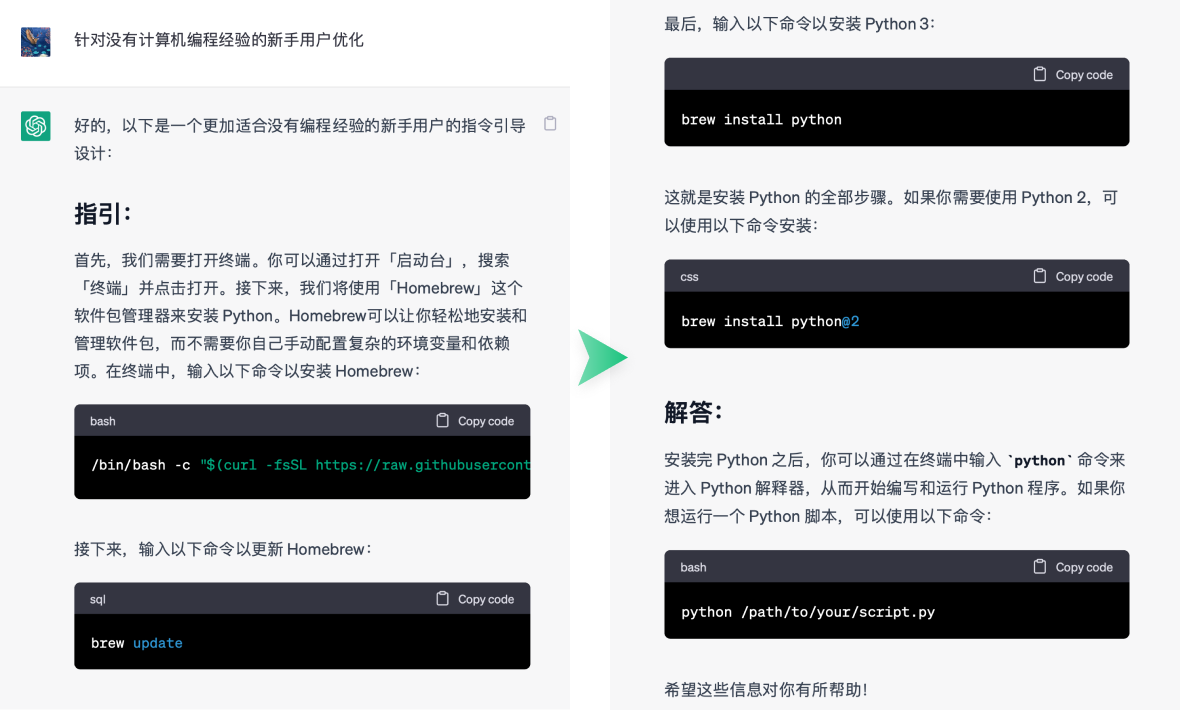 针对没有计算机编程经验的新手用户优化
好的，以下是一个更加适合没有编程经验的新手用户的指令引导
设计：
指引：
首先，我们需要打开终端。你可以通过打开「启动台」，搜索
「终端」并点击打开。接下来，我们将使用「Homebrew」这个
软件包管理器来安装 Python。Homebrew可以让你轻松地安装和
管理软件包，而不需要你自己手动配置复杂的环境变量和依赖
项。在终端中，输入以下命令以安装 Homebrew：
bash Copy code
/bin/bash -c "$(curl -fsSL https://raw.githubusercont
接下来，输入以下命令以更新 Homebrew：
sql Copy code
brew update
最后，输入以下命令以安装 Python 3：
Copy code
brew install python
这就是安装 Python 的全部步骤。如果你需要使用 Python 2，可
以使用以下命令安装：
css Copy code
brew install python@2
解答：
安装完 Python 之后，你可以通过在终端中输入 `python` 命令来
进入 Python 解释器，从而开始编写和运行 Python 程序。如果你
想运行一个 Python 脚本，可以使用以下命令：
bash Copy code
python /path/to/your/script.py
希望这些信息对你有所帮助！